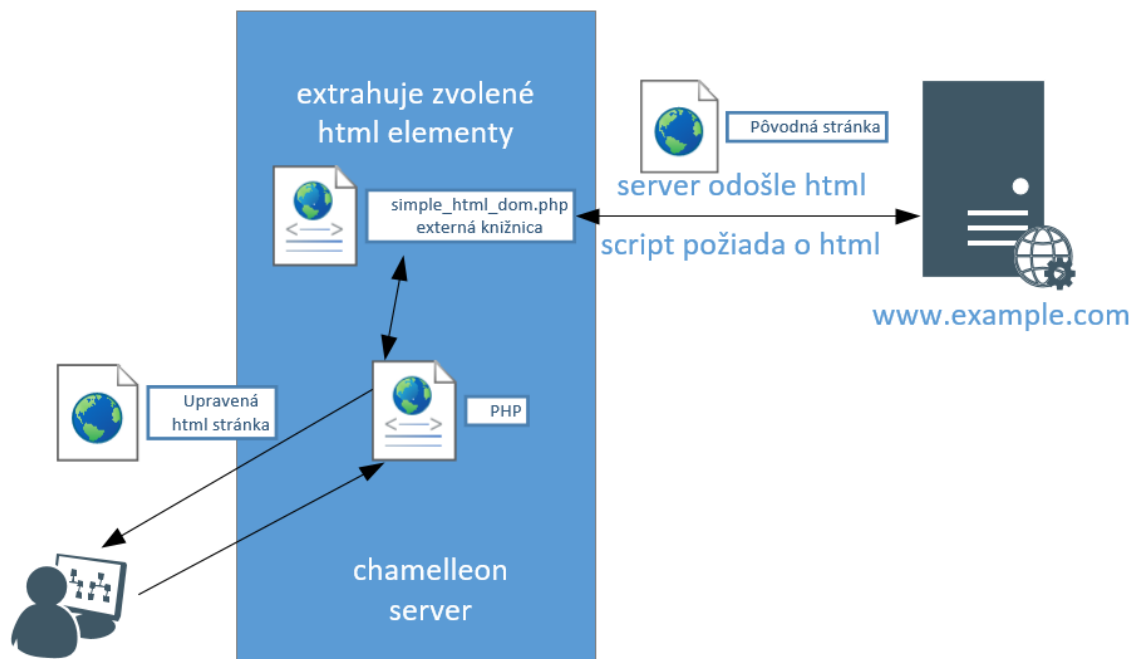 extrahuje zvolené
html elementy
Pôvodná stránka
simple_html_dom.php
externá knižnica
server odošle html
script požiada o html
www.example.com
Upravená
html stránka
PHP
chamelleon
server